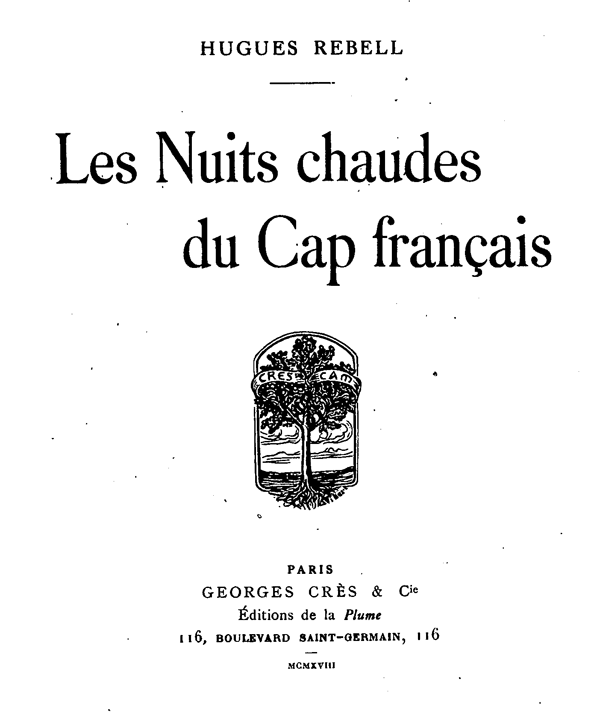 HUGUES REBELL
Les Nuits chaudes
du Cap français
CRES CAM
PARIS
GEORGES CRÈS & Cie
Éditions de la Plume
116, BOULEVARD SAINT-GERMAIN, 116
MCMXVIII